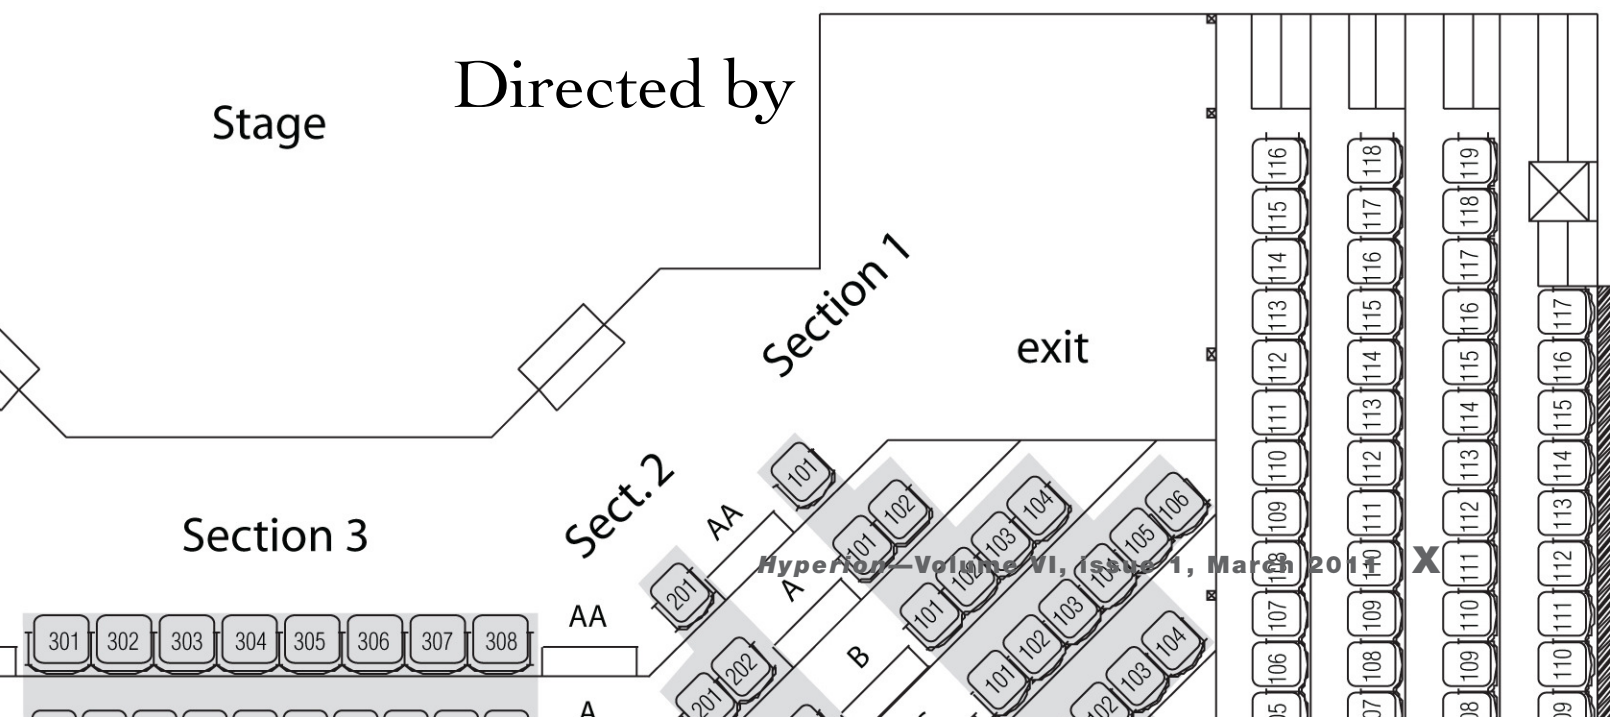 Directed by
Stage
Section 1
exit
Sect. 2
Section 3
AA
A
B
AA
A
Hyperion—Volume VI, issue 1, March 2011 X
301 302 303 304 305 306 307 308
201
201 202
101
101 102
101 102 103 104
101 102 103 104 105 106
102 103 104
116
115
114
113
112
111
110
109
108
107
106
118
117
116
115
114
113
112
111
110
109
108
119
118
117
116
115
114
113
112
111
110
109
117
116
115
114
113
112
111
110